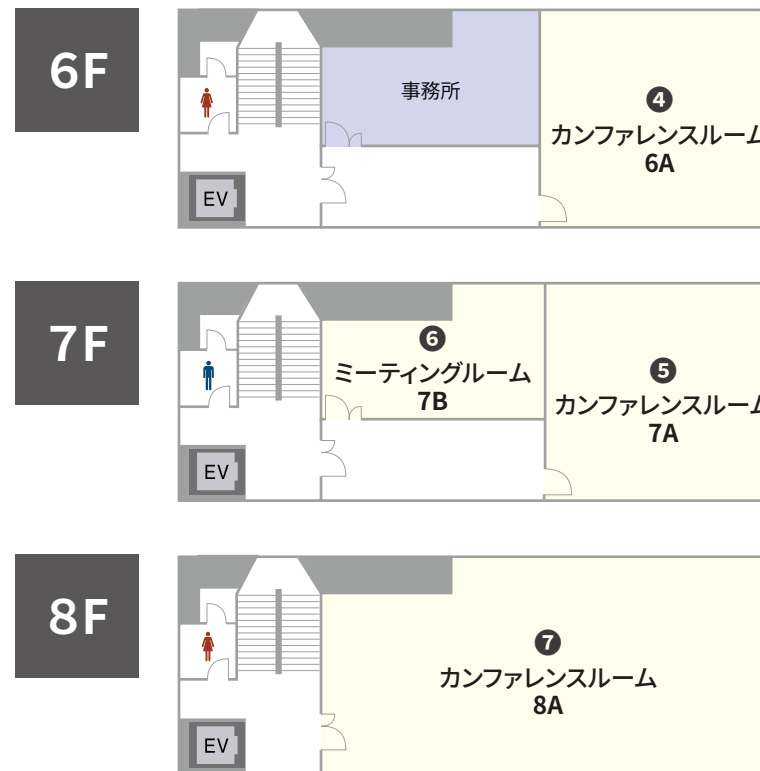 6F
事務所
❹
カンファレンスルーム
6A
EV
7F
❻
ミーティングルーム
7B
❺
カンファレンスルーム
7A
EV
8F
❼
カンファレンスルーム
8A
EV